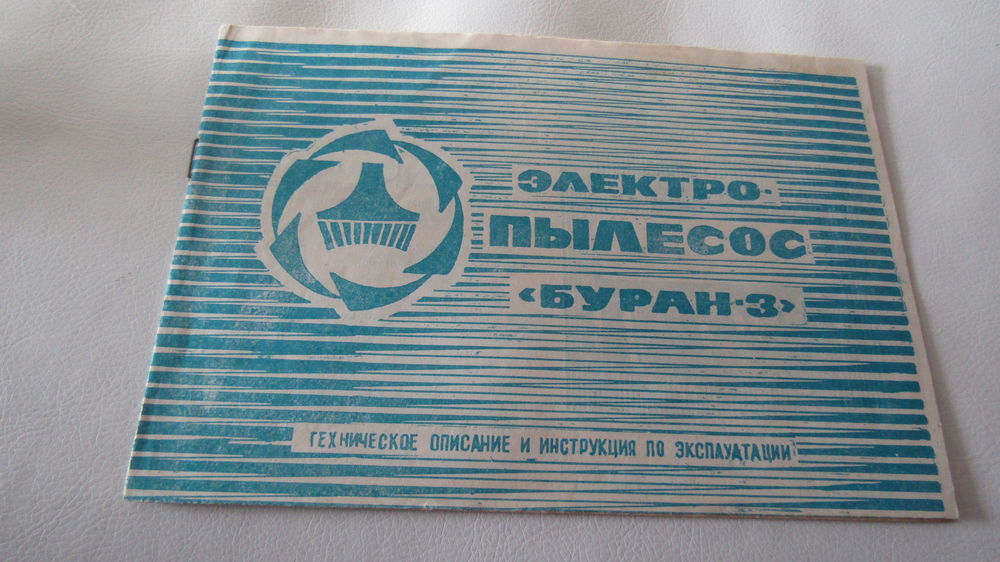 ЭЛЕКТРО-
ПЫЛЕСОС
«БУРАН-3»
ТЕХНИЧЕСКОЕ ОПИСАНИЕ И ИНСТРУКЦИЯ ПО ЭКСПЛУАТАЦИИ